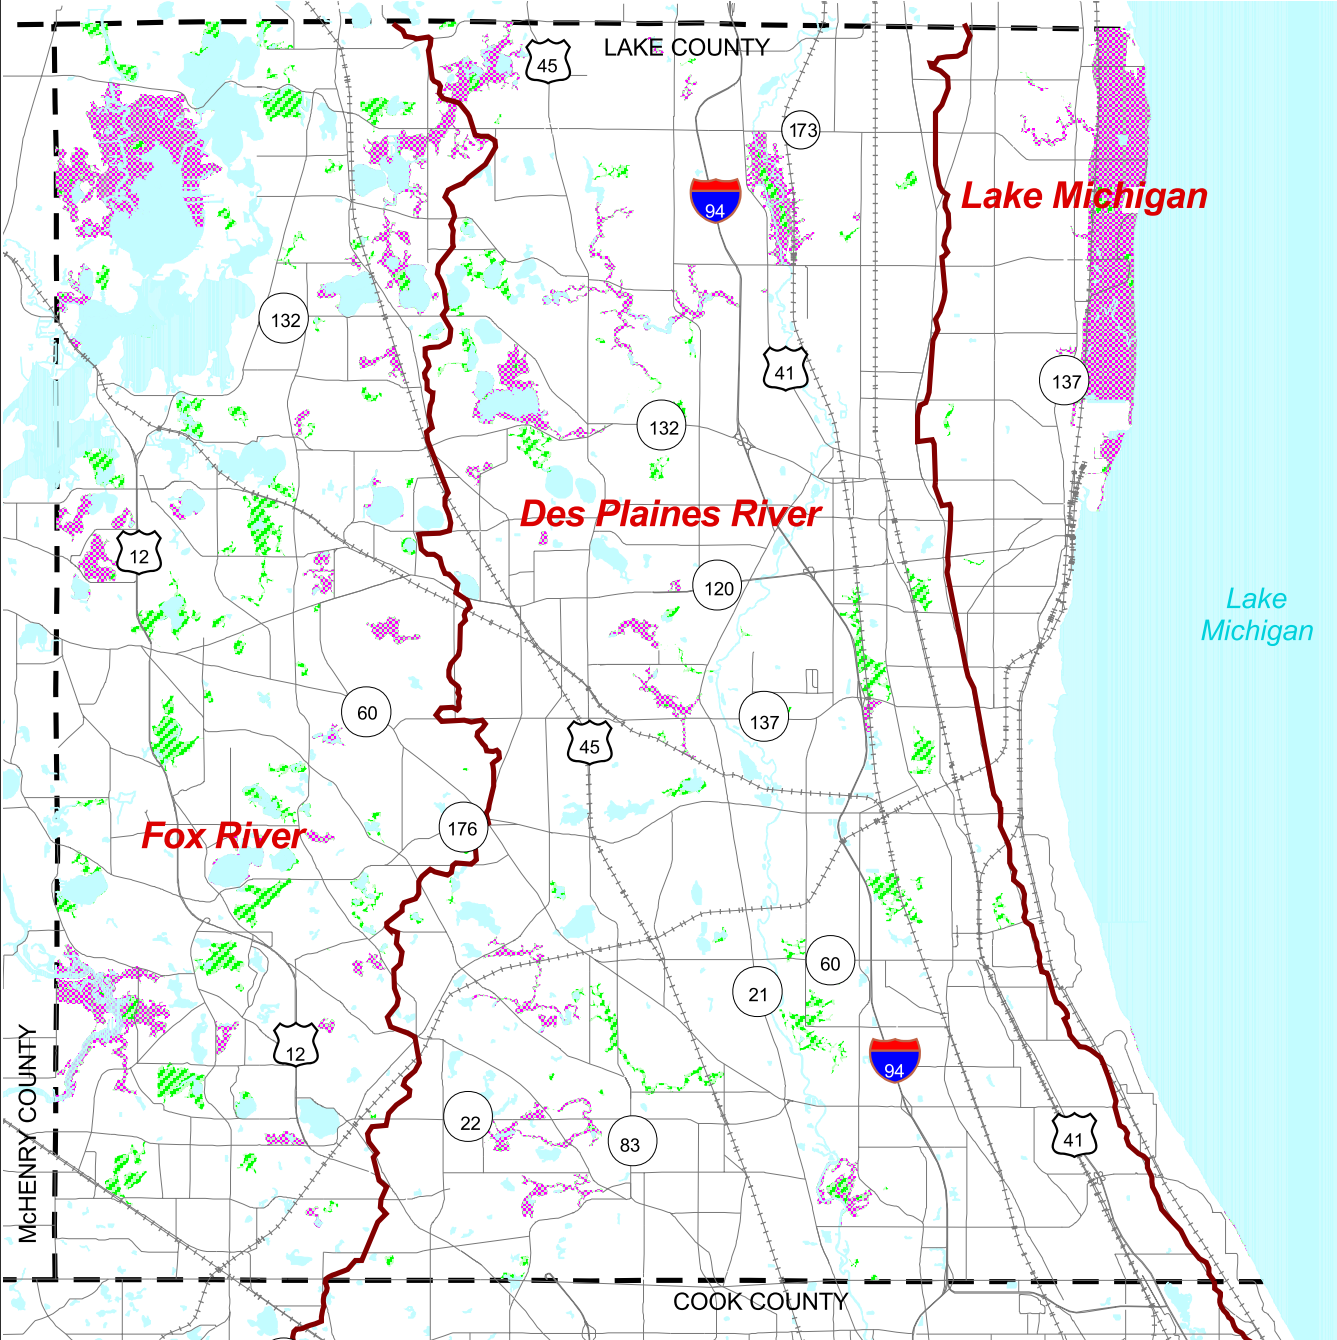 LAKE COUNTY
45
173
94
Lake Michigan
132
41
137
132
Des Plaines River
12
120
Lake
Michigan
60
137
45
176
Fox River
60
21
12
94
22
83
41
McHENRY COUNTY
COOK COUNTY